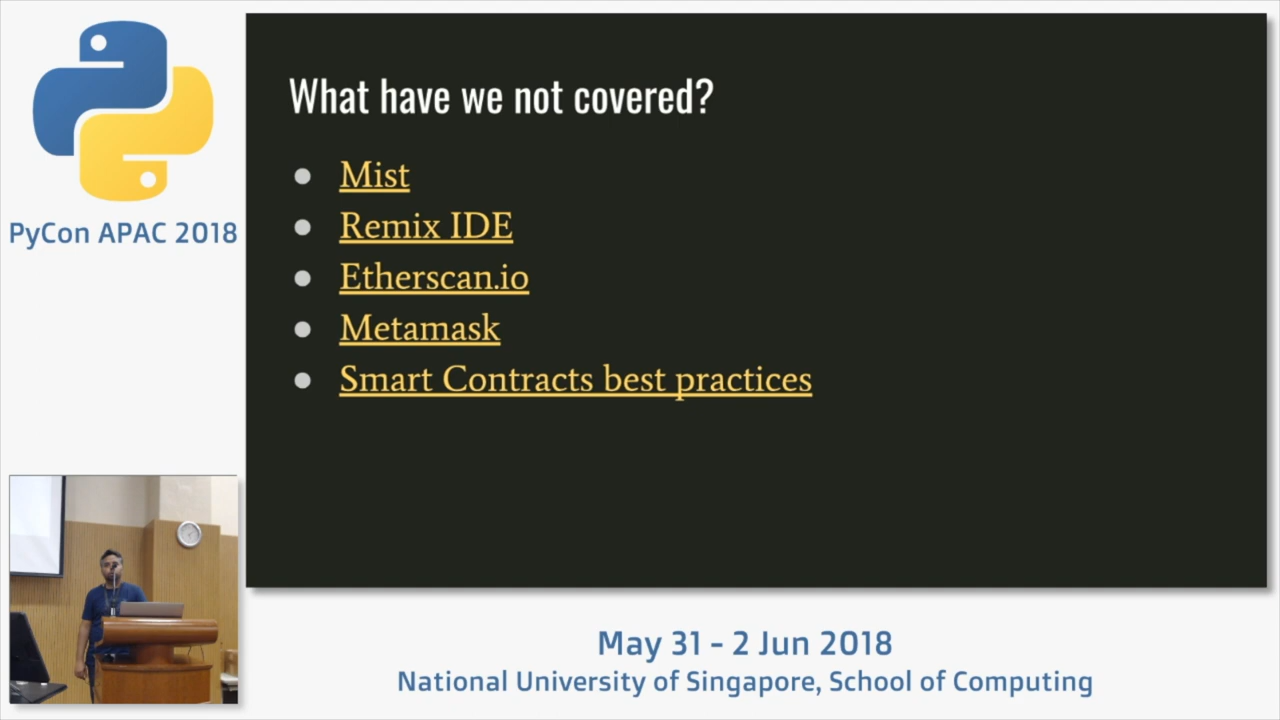 PyCon APAC 2018
What have we not covered?
Mist
Remix IDE
Etherscan.io
Metamask
Smart Contracts best practices
May 31 - 2 Jun 2018
National University of Singapore, School of Computing